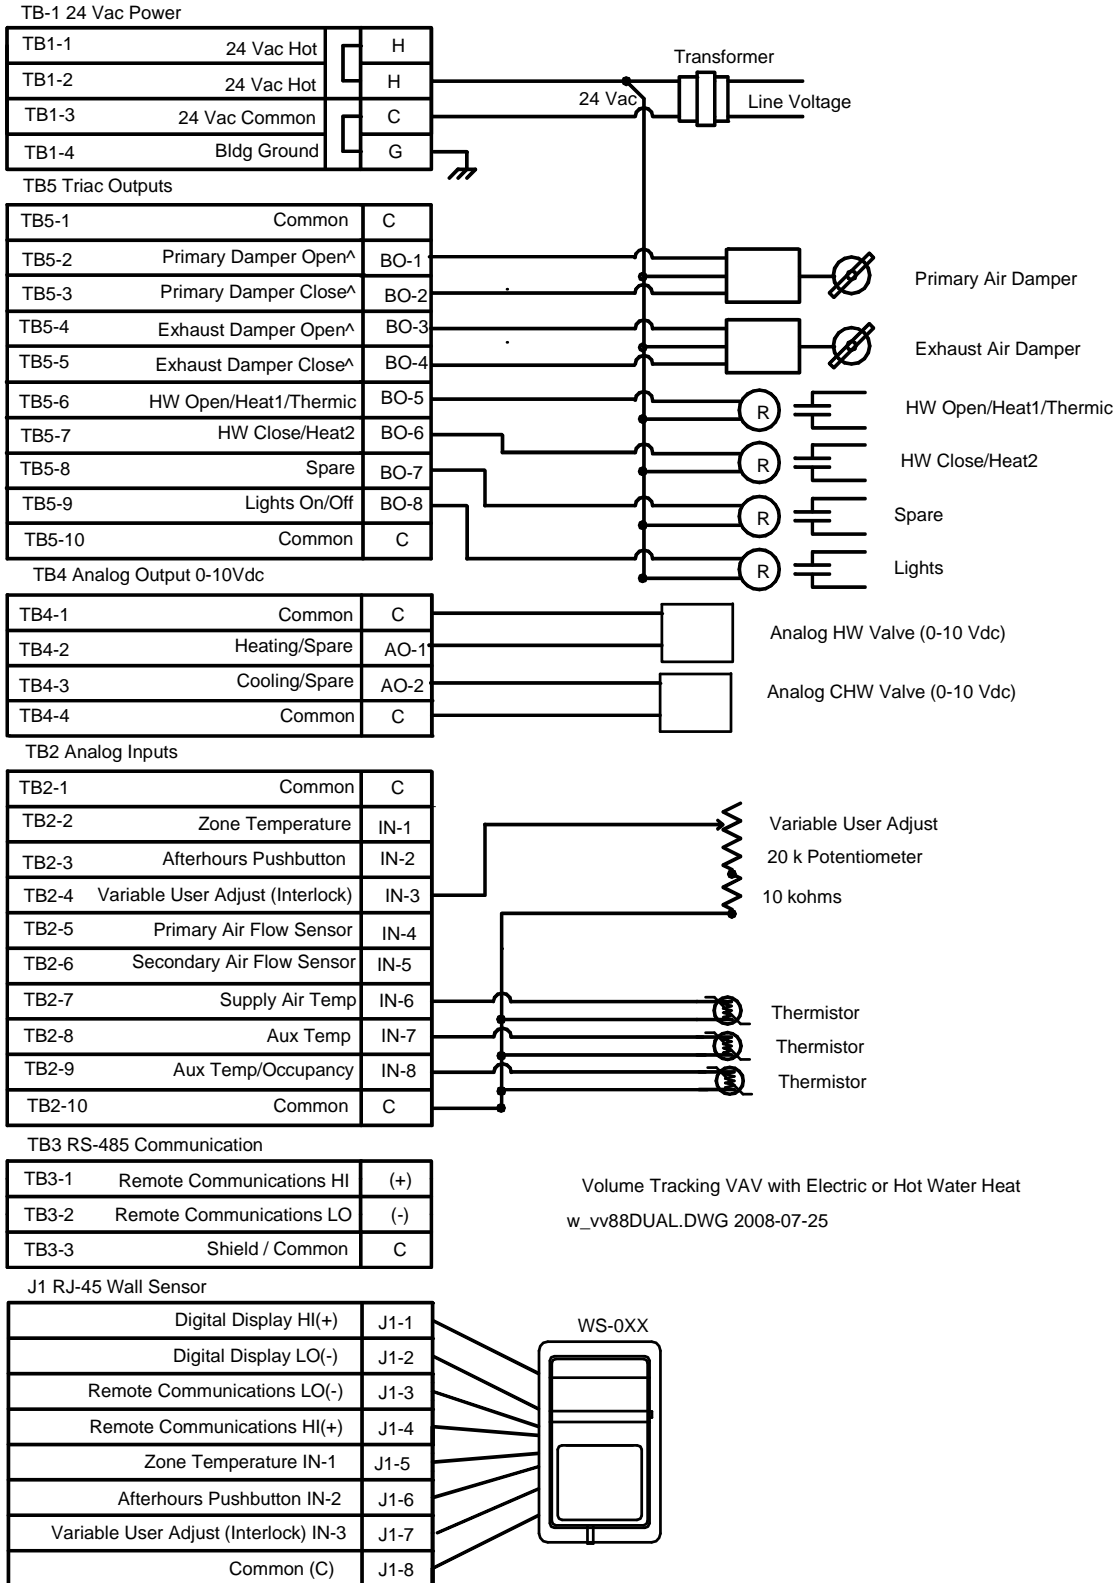 TB-1 24 Vac Power
TB1-1 24 Vac Hot H
TB1-2 24 Vac Hot H
TB1-3 24 Vac Common C
TB1-4 Bldg Ground G
Transformer
24 Vac
Line Voltage
TB5 Triac Outputs
TB5-1 Common C
TB5-2 Primary Damper Open^ BO-1
TB5-3 Primary Damper Close^ BO-2
Primary Air Damper
TB5-4 Exhaust Damper Open^ BO-3
TB5-5 Exhaust Damper Close^ BO-4
Exhaust Air Damper
TB5-6 HW Open/Heat1/Thermic BO-5
R HW Open/Heat1/Thermic
TB5-7 HW Close/Heat2 BO-6
R HW Close/Heat2
TB5-8 Spare BO-7
R Spare
TB5-9 Lights On/Off BO-8
TB5-10 Common C
R Lights
TB4 Analog Output 0-10Vdc
TB4-1 Common C
TB4-2 Heating/Spare AO-1
Analog HW Valve (0-10 Vdc)
TB4-3 Cooling/Spare AO-2
TB4-4 Common C
Analog CHW Valve (0-10 Vdc)
TB2 Analog Inputs
TB2-1 Common C
TB2-2 Zone Temperature IN-1
TB2-3 Afterhours Pushbutton IN-2
TB2-4 Variable User Adjust (Interlock) IN-3
Variable User Adjust
20 k Potentiometer
10 kohms
TB2-5 Primary Air Flow Sensor IN-4
TB2-6 Secondary Air Flow Sensor IN-5
TB2-7 Supply Air Temp IN-6
Thermistor
TB2-8 Aux Temp IN-7
Thermistor
TB2-9 Aux Temp/Occupancy IN-8
Thermistor
TB2-10 Common C
TB3 RS-485 Communication
TB3-1 Remote Communications HI (+)
TB3-2 Remote Communications LO (-)
TB3-3 Shield / Common C
Volume Tracking VAV with Electric or Hot Water Heat
w_vv88DUAL.DWG 2008-07-25
J1 RJ-45 Wall Sensor
Digital Display HI(+) J1-1
Digital Display LO(-) J1-2
Remote Communications LO(-) J1-3
Remote Communications HI(+) J1-4
Zone Temperature IN-1 J1-5
Afterhours Pushbutton IN-2 J1-6
Variable User Adjust (Interlock) IN-3 J1-7
Common (C) J1-8
WS-0XX